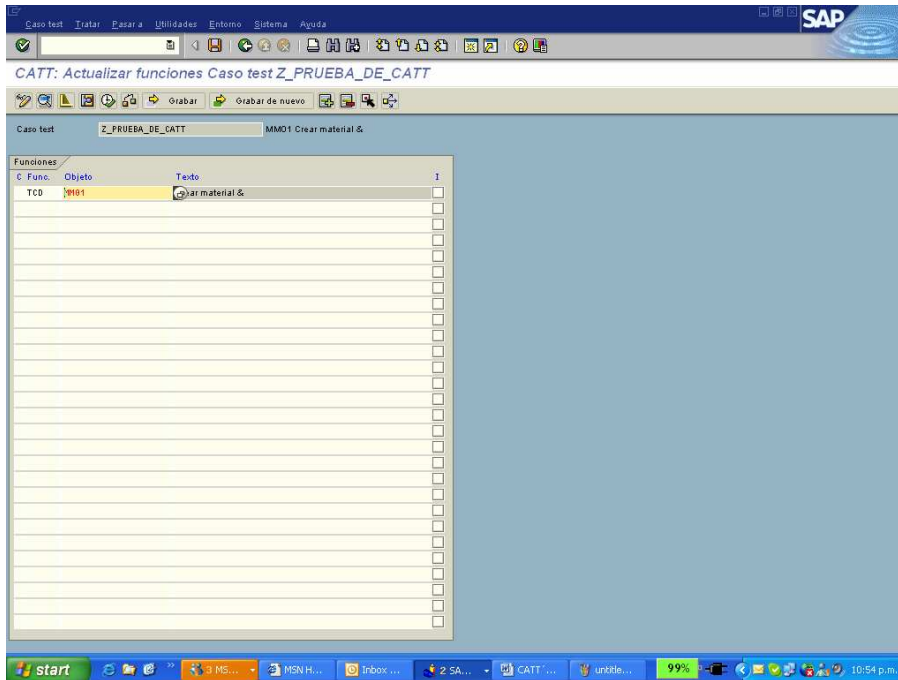 Caso test Tratar Pasar a Utilidades Entorno Sistema Ayuda
SAP
CATT: Actualizar funciones Caso test Z_PRUEBA_DE_CATT
Grabar Grabar de nuevo
Caso test Z_PRUEBA_DE_CATT MM01 Crear material &
Funciones
C Func. Objeto Texto I
TCD MM01 ar material &
start 3 MS... MSN H... Inbox ... 2 SA... CATT ... untitle... 99% 10:54 p.m.